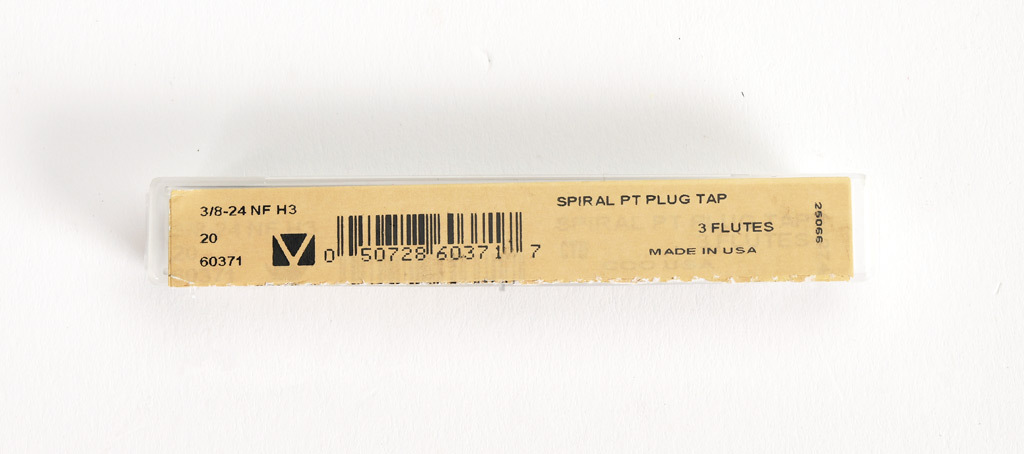 3/8-24 NF H3
20
60371
0 50728 60371 7
SPIRAL PT PLUG TAP
3 FLUTES
MADE IN USA
25066